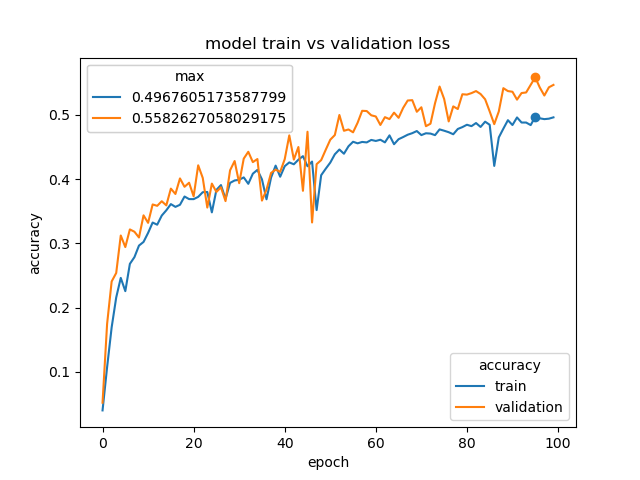 model train vs validation loss
max
0.4967605173587799
0.5582627058029175
accuracy
0.5
0.4
0.3
0.2
0.1
accuracy
train
validation
0
20
40
60
80
100
epoch